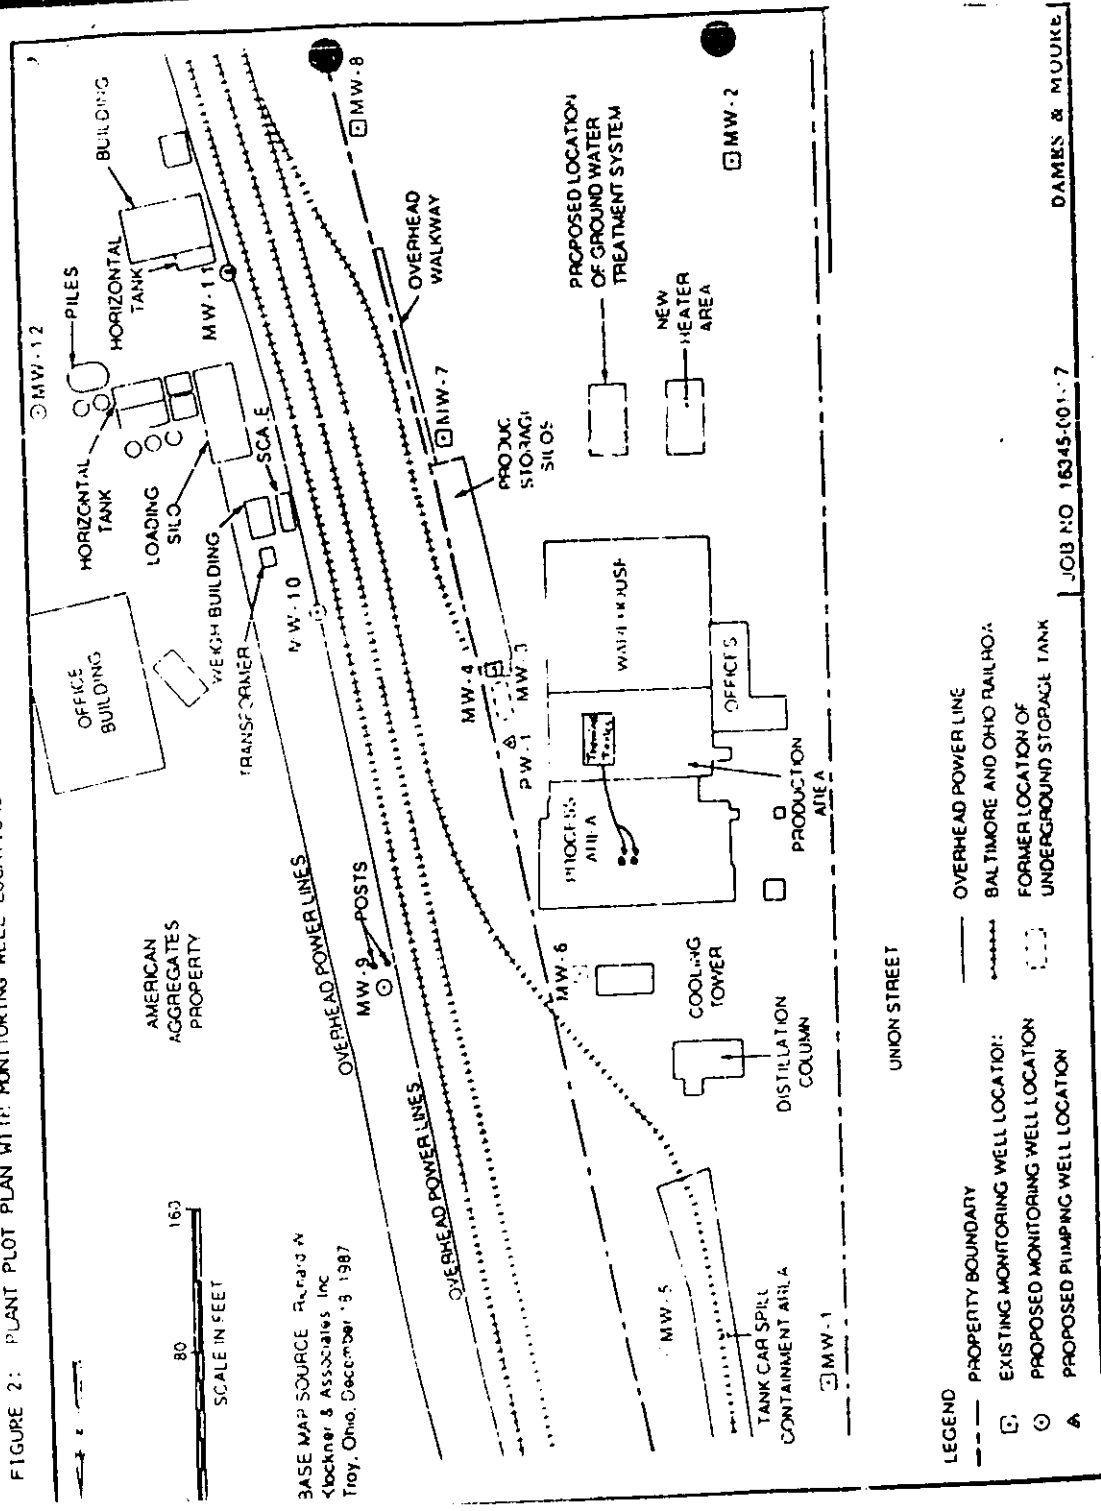 FIGURE 2: PLANT PLOT PLAN WITH MONITORING WELL LOCATIONS
80
160
SCALE IN FEET
BASE MAP SOURCE Richard W
Klockner & Associates Inc
Troy, Ohio, December 18 1987
AMERICAN
AGGREGATES
PROPERTY
OFFICE
BUILDING
HORIZONTAL
TANK
LOADING
SILO
WEIGH BUILDING
TRANSFORMER
SCALE
MW-12
PILES
HORIZONTAL
TANK
BUILDING
MW-11
MW-10
OVERHEAD POWER LINES
MW-9
POSTS
OVERHEAD POWER LINES
MW-8
OVERHEAD
WALKWAY
MW-7
MW-4
MW-3
PW-1
PRODUC
STORAGE
SILOS
PROPOSED LOCATION
OF GROUND WATER
TREATMENT SYSTEM
NEW
HEATER
AREA
MW-2
WAREHOUSE
OFFICES
PROCESS
AREA
Tanks
PRODUCTION
AREA
MW-6
COOLING
TOWER
DISTILLATION
COLUMN
MW-5
TANK CAR SPILL
CONTAINMENT AREA
MW-1
UNION STREET
LEGEND
PROPERTY BOUNDARY
EXISTING MONITORING WELL LOCATION
PROPOSED MONITORING WELL LOCATION
PROPOSED PUMPING WELL LOCATION
OVERHEAD POWER LINE
BALTIMORE AND OHIO RAILROA
FORMER LOCATION OF
UNDERGROUND STORAGE TANK
JOB NO 16345-001
DAMES & MOORE